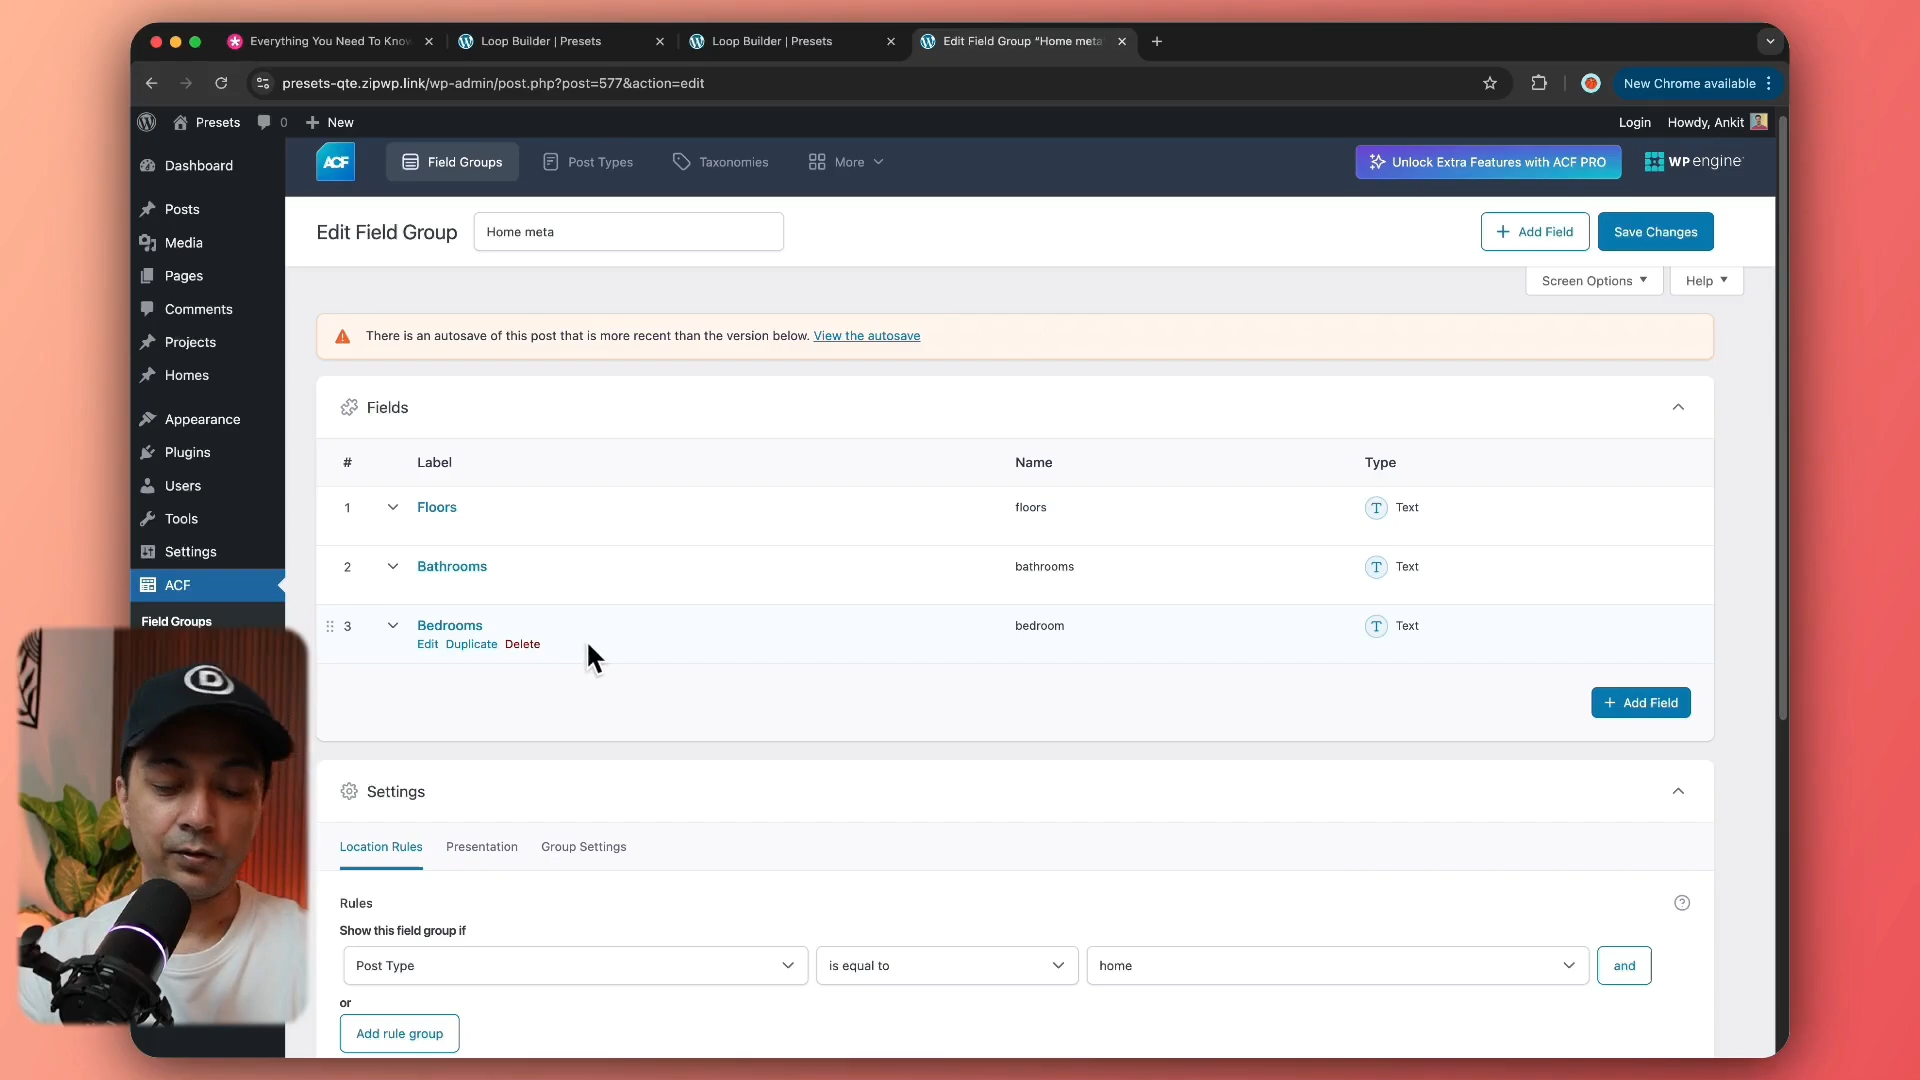 Everything You Need To Know
Loop Builder | Presets
Loop Builder | Presets
Edit Field Group "Home meta
presets-qte.zipwp.link/wp-admin/post.php?post=577&action=edit
New Chrome available
Presets
0
New
Login
Howdy, Ankit
Dashboard
Posts
Media
Pages
Comments
Projects
Homes
Appearance
Plugins
Users
Tools
Settings
ACF
Field Groups
ACF
Field Groups
Post Types
Taxonomies
More
Unlock Extra Features with ACF PRO
WP engine
Edit Field Group
Home meta
Add Field
Save Changes
Screen Options
Help
There is an autosave of this post that is more recent than the version below. View the autosave
Fields
# Label Name Type
1 Floors floors T Text
2 Bathrooms bathrooms T Text
3 Bedrooms bedroom T Text
Edit Duplicate Delete
Add Field
Settings
Location Rules Presentation Group Settings
Rules
Show this field group if
Post Type is equal to home and
or
Add rule group